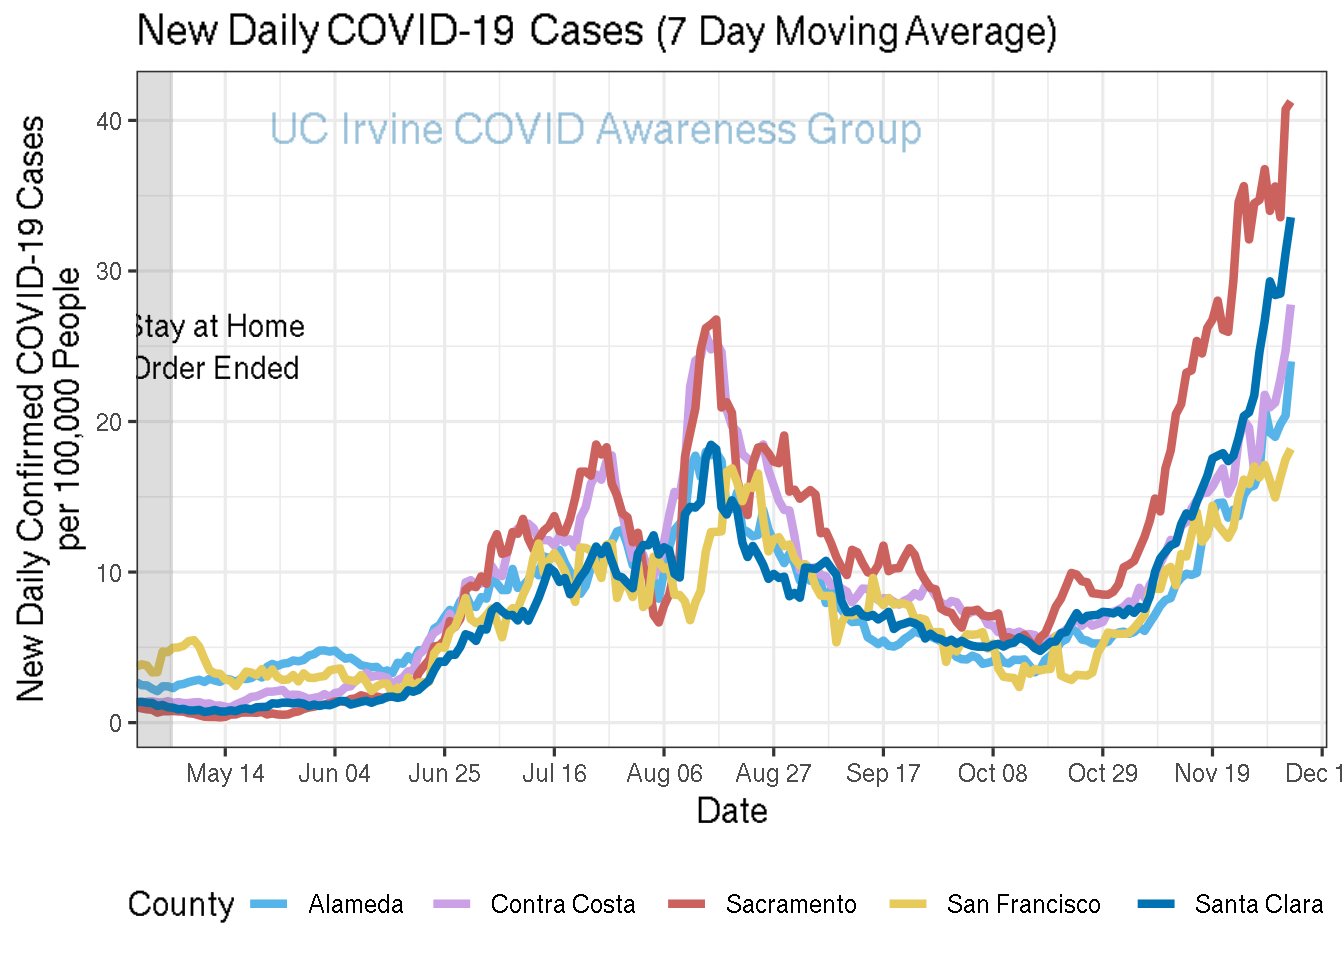 New Daily COVID-19 Cases (7 Day Moving Average)
UC Irvine COVID Awareness Group
New Daily Confirmed COVID-19 Cases
per 100,000 People
40
30
20
10
0
Stay at Home
Order Ended
May 14 Jun 04 Jun 25 Jul 16 Aug 06 Aug 27 Sep 17 Oct 08 Oct 29 Nov 19 Dec 1
Date
County Alameda Contra Costa Sacramento San Francisco Santa Clara